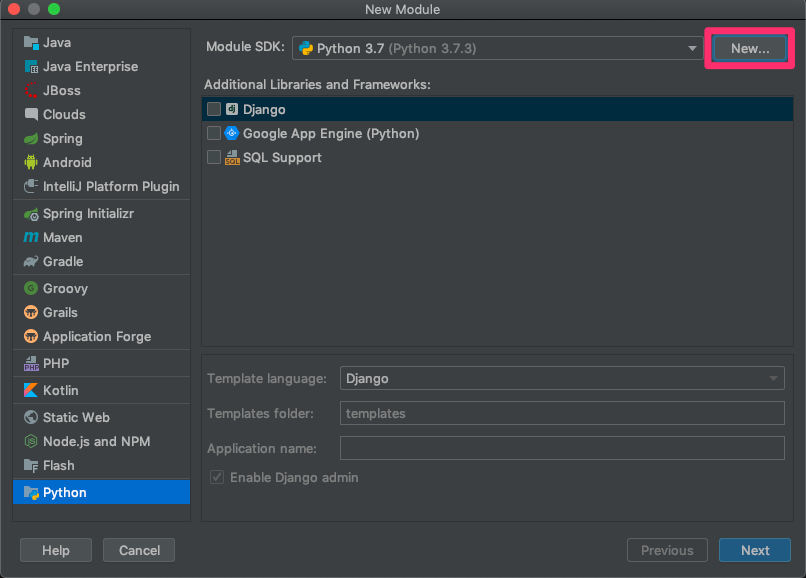 New Module
Java
Java Enterprise
JBoss
Clouds
Spring
Android
IntelliJ Platform Plugin
Spring Initializr
Maven
Gradle
Groovy
Grails
Application Forge
PHP
Kotlin
Static Web
Node.js and NPM
Flash
Python
Module SDK: Python 3.7 (Python 3.7.3) New...
Additional Libraries and Frameworks:
dj Django
Google App Engine (Python)
SQL SQL Support
Template language: Django
Templates folder: templates
Application name:
Enable Django admin
Help Cancel Previous Next